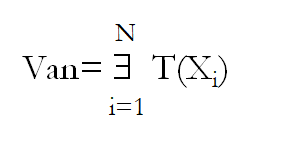 N
Van= ∃ T(Xi)
i=1